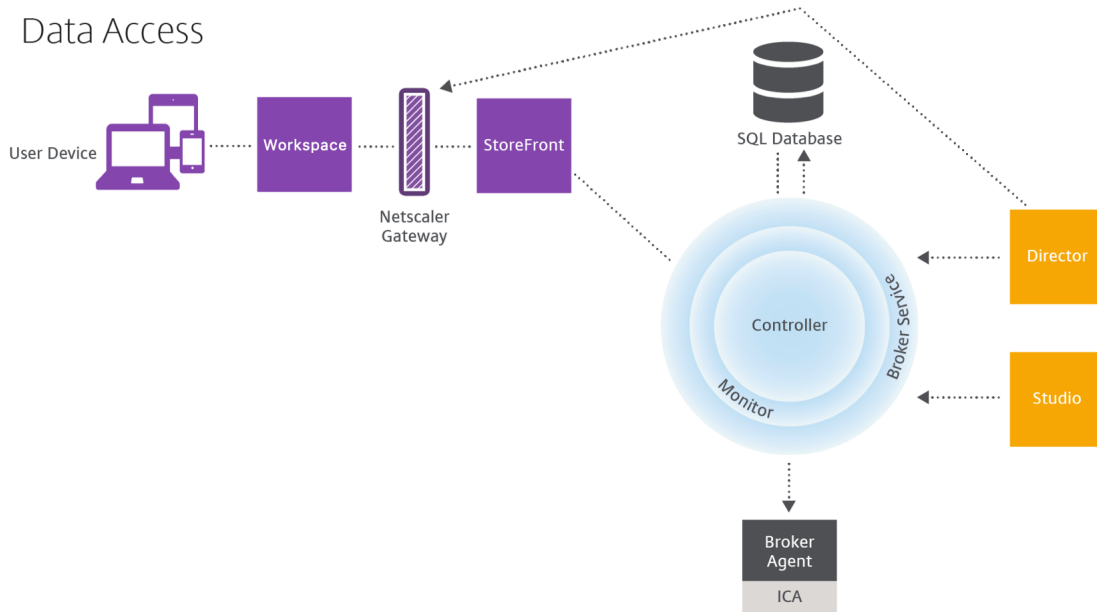 Data Access
User Device
Workspace
Netscaler
Gateway
StoreFront
SQL Database
Director
Controller
Broker Service
Monitor
Studio
Broker
Agent
ICA